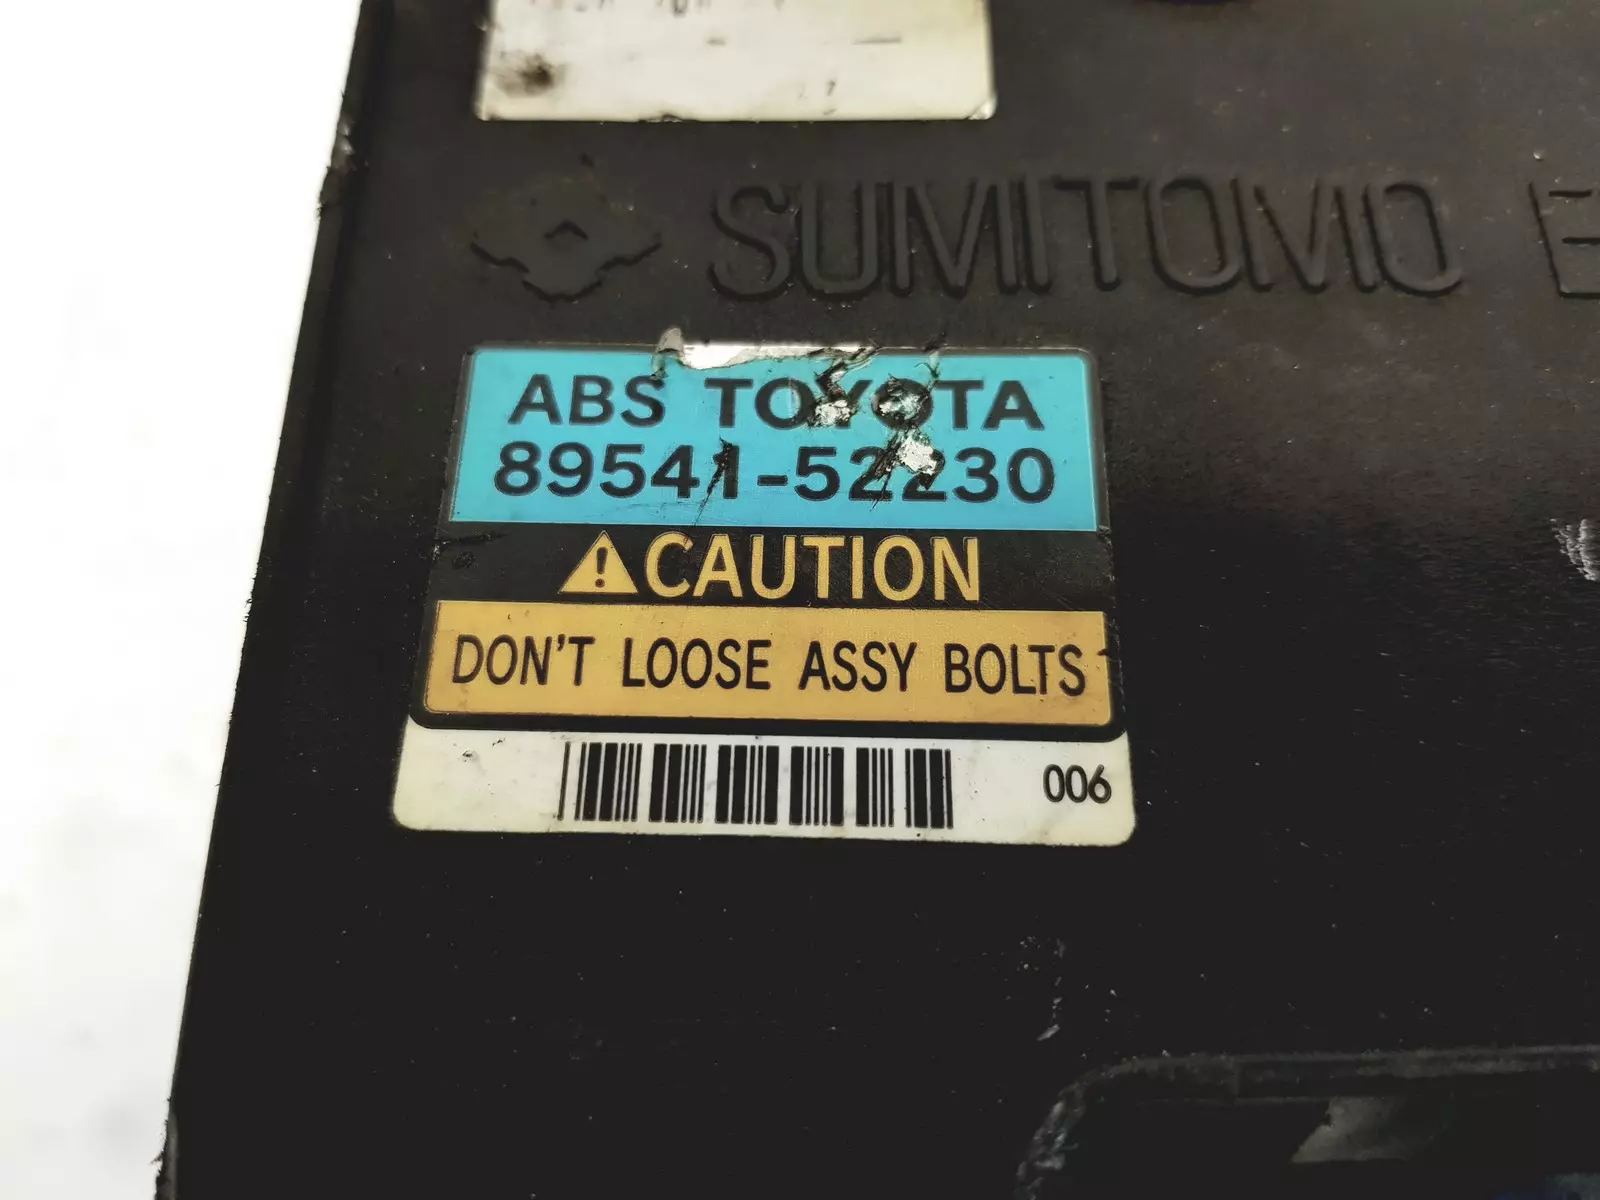 SUMITOMO E
ABS TOYOTA
89541-52230
CAUTION
DON'T LOOSE ASSY BOLTS
006